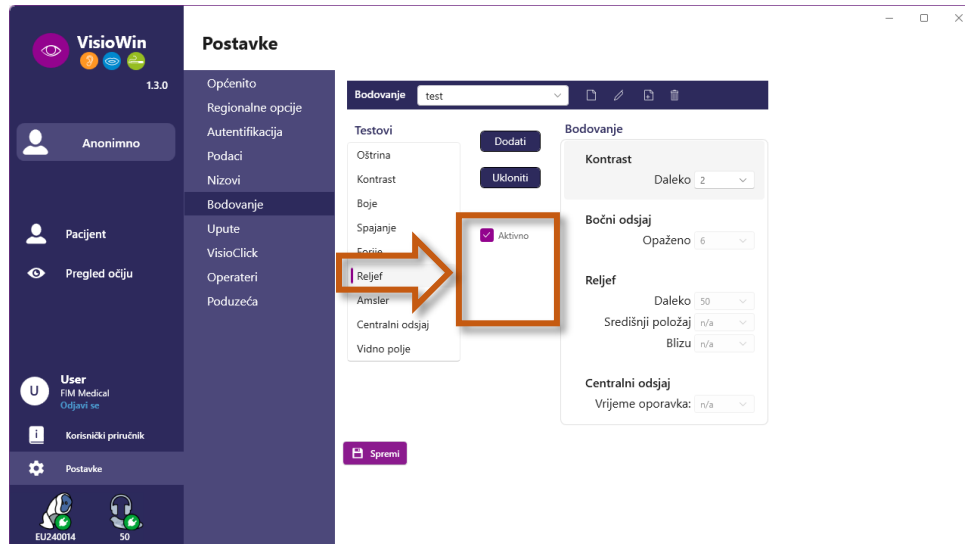 VisioWin
1.3.0
Anonimno
Pacijent
Pregled očiju
U
User
FIM Medical
Odjavi se
i
Korisnički priručnik
Postavke
EU240014
50
Postavke
Općenito
Regionalne opcije
Autentifikacija
Podaci
Nizovi
Bodovanje
Upute
VisioClick
Operateri
Poduzeća
Bodovanje test
Testovi
Oštrina
Kontrast
Boje
Spajanje
Forije
Reljef
Amsler
Centralni odsjaj
Vidno polje
Dodati
Ukloniti
Aktivno
Bodovanje
Kontrast
Daleko 2
Bočni odsjaj
Opaženo 6
Reljef
Daleko 50
Središnji položaj n/a
Blizu n/a
Centralni odsjaj
Vrijeme oporavka: n/a
Spremi